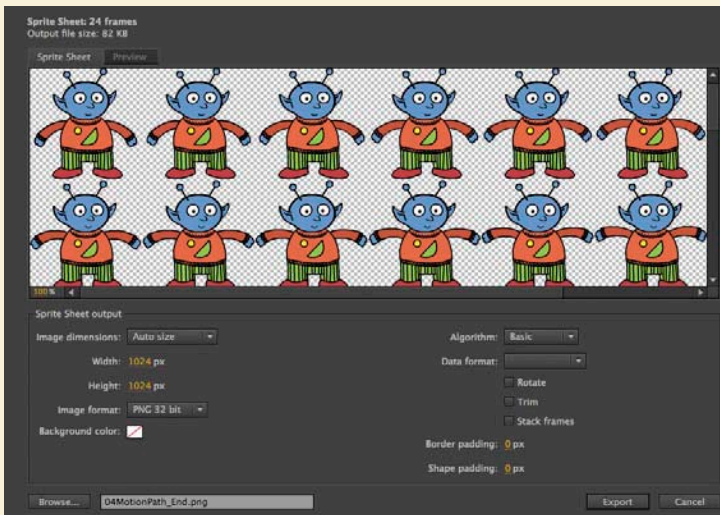 Sprite Sheet: 24 frames
Output file size: 82 KB
Sprite Sheet Preview
100 %
Sprite Sheet output
Image dimensions: Auto size
Width: 1024 px
Height: 1024 px
Image format: PNG 32 bit
Background color:
Algorithm: Basic
Data format:
Rotate
Trim
Stack frames
Border padding: 0 px
Shape padding: 0 px
Browse... 04MotionPath_End.png Export Cancel